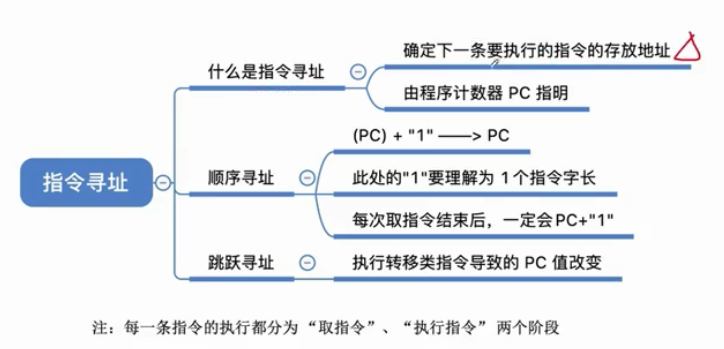 指令寻址
什么是指令寻址
确定下一条要执行的指令的存放地址
由程序计数器 PC 指明
顺序寻址
(PC) + "1" ——> PC
此处的"1"要理解为 1个指令字长
每次取指令结束后，一定会PC+"1"
跳跃寻址
执行转移类指令导致的 PC 值改变
注：每一条指令的执行都分为 “取指令”、“执行指令” 两个阶段